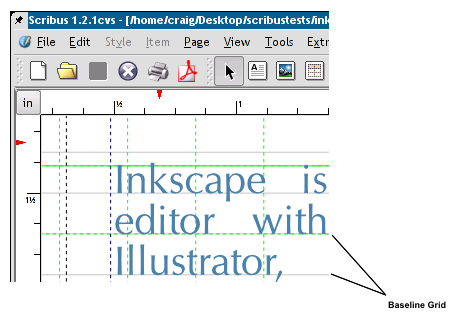 Scribus 1.2.1cvs - [/home/craig/Desktop/scribustests/ink
File Edit Style Item Page View Tools Extr
in ½ 1
1½
Inkscape is
editor with
Illustrator,
Baseline Grid